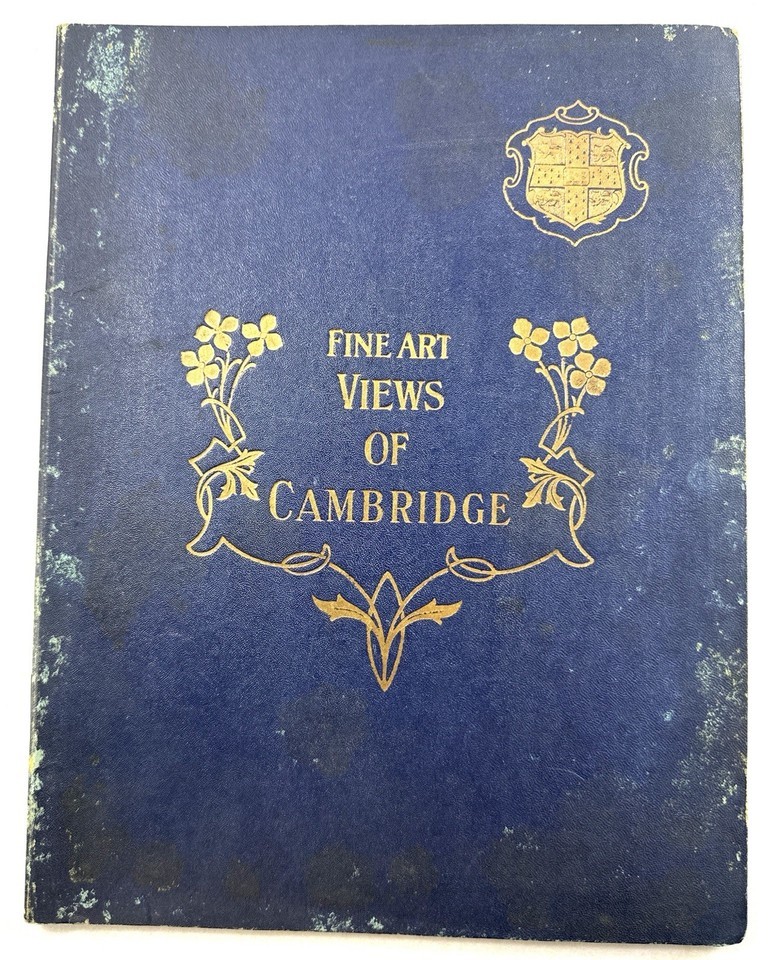 FINE ART
VIEWS
OF
CAMBRIDGE